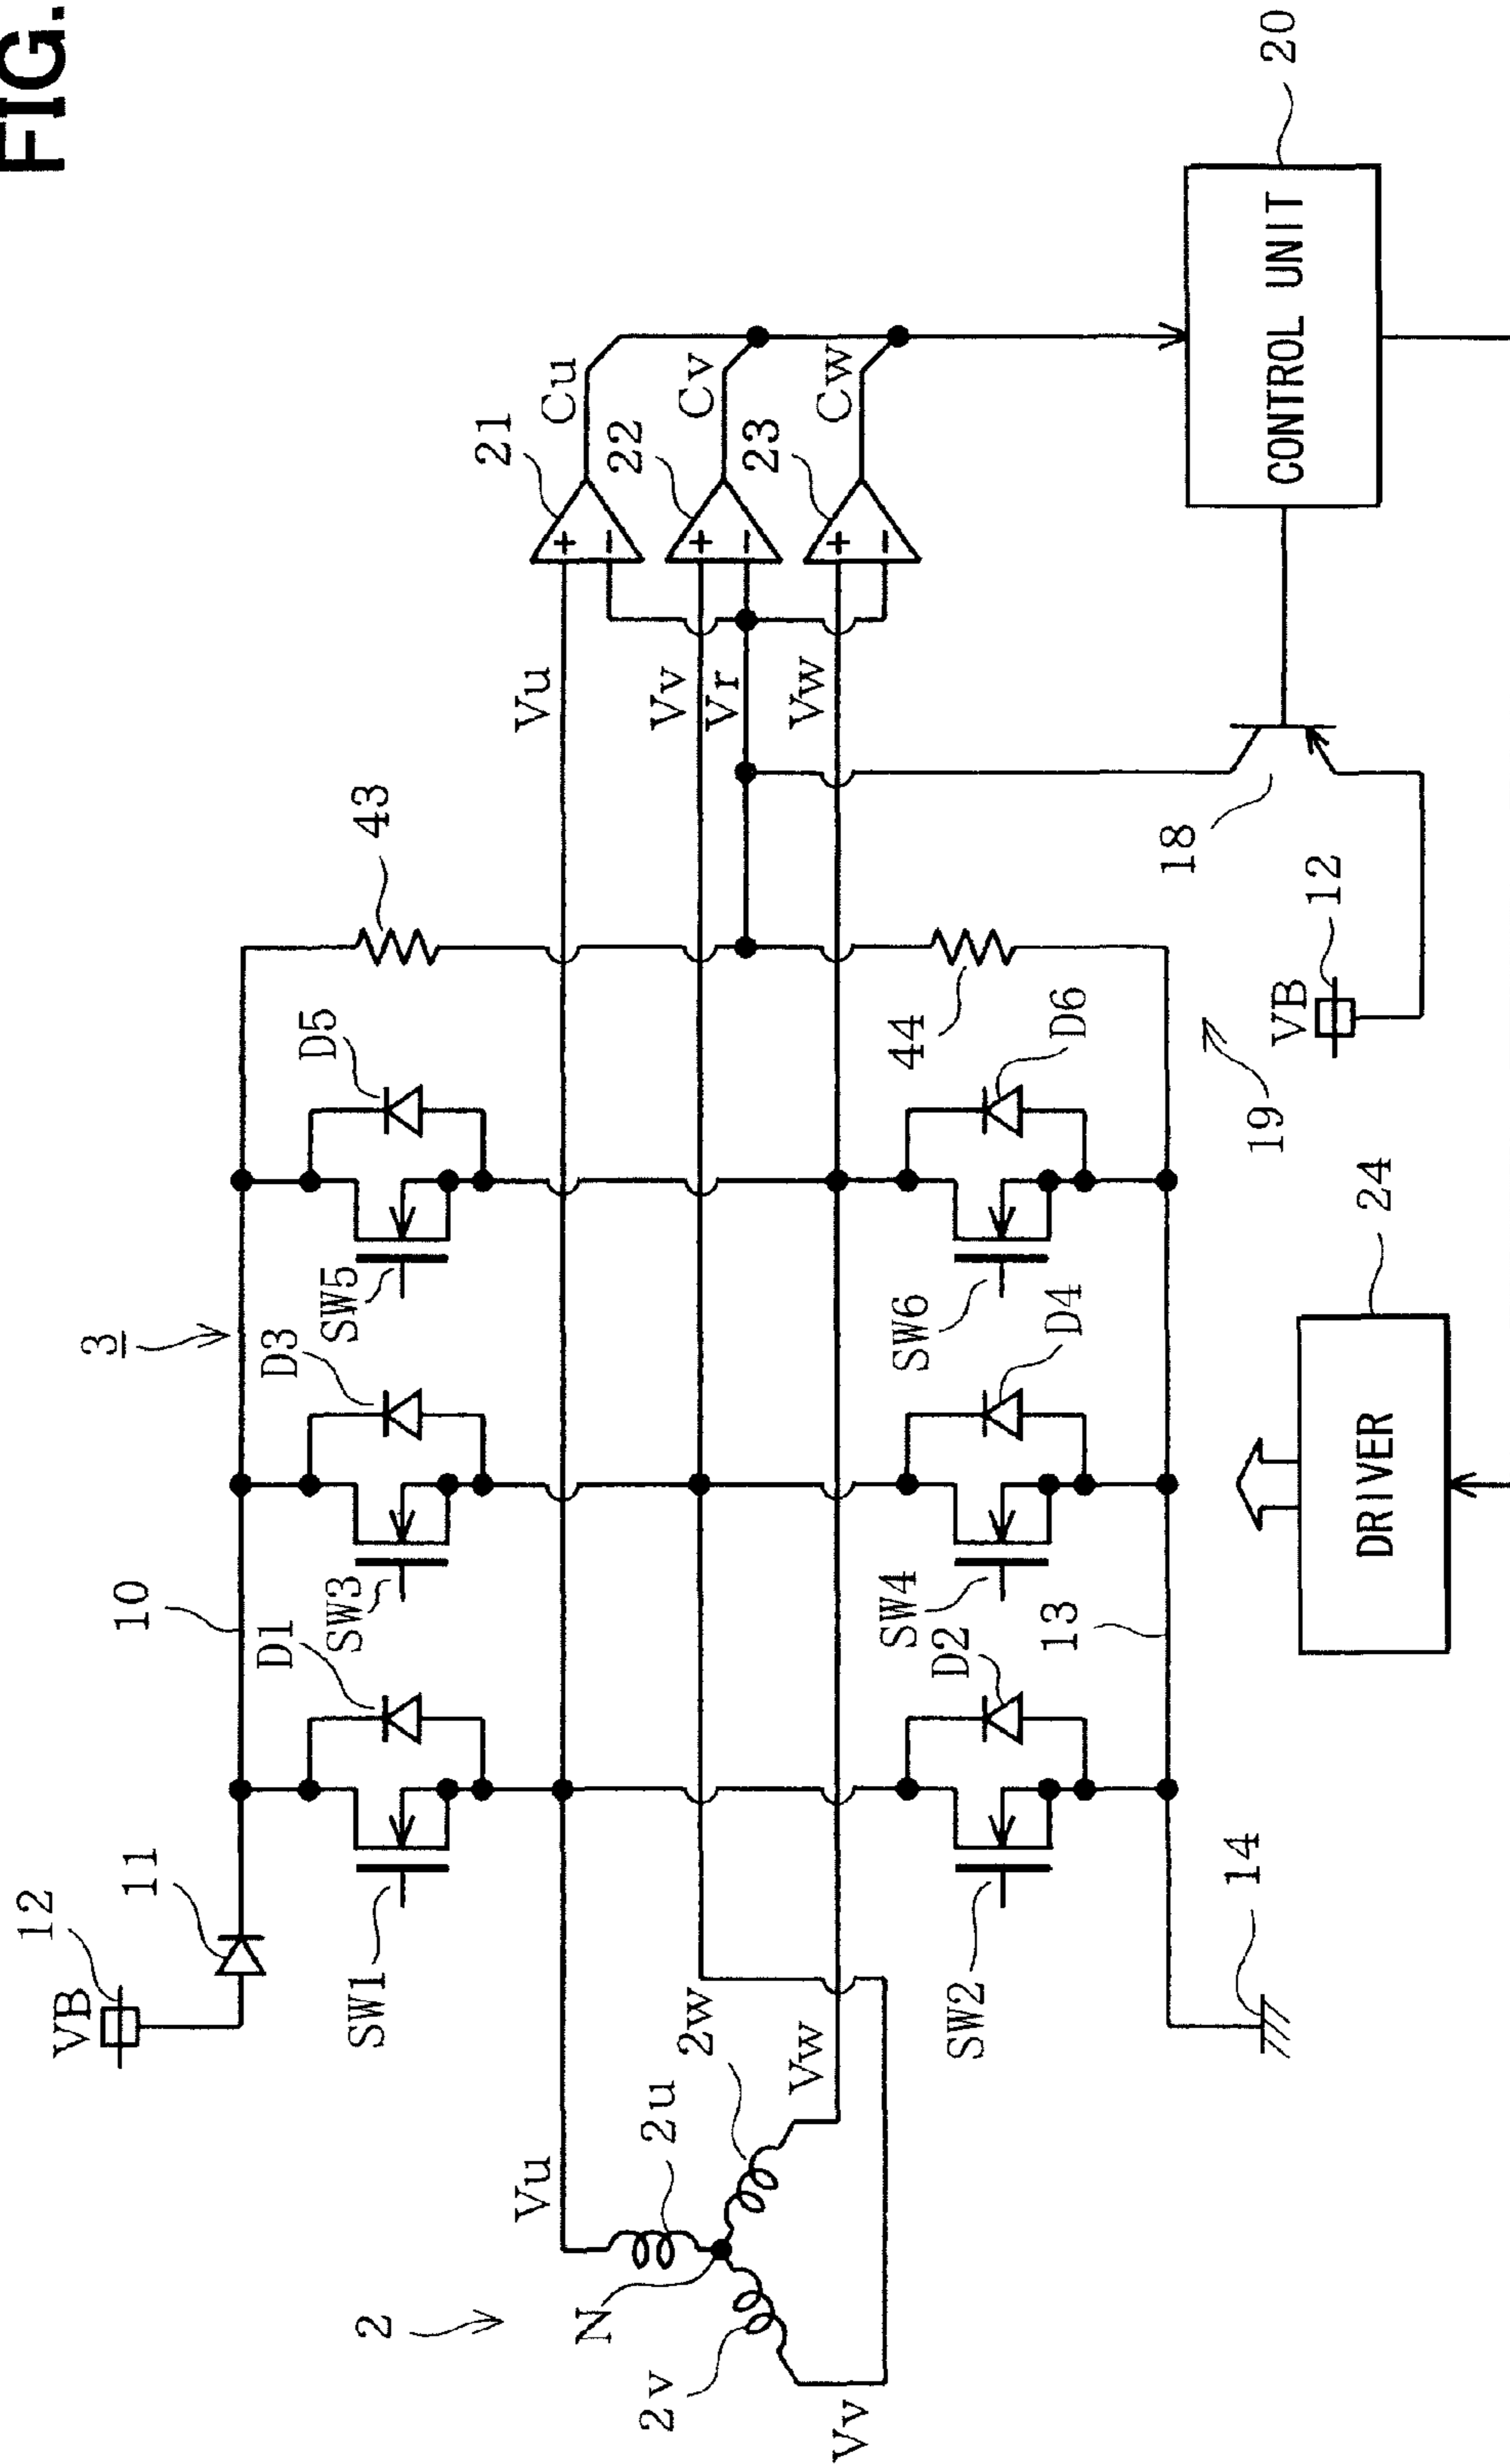 FIG.
VB
12
11
10
3
D1
SW1
D3
SW3
D5
SW5
43
Vu
Vu
2
N
2u
2v
2w
Vv
Vw
Vv
Vr
Vw
21
22
23
+
−
+
−
+
−
Cu
Cv
Cw
SW2
D2
SW4
D4
SW6
D6
44
13
14
19
18
VB
12
DRIVER
24
CONTROL UNIT
20